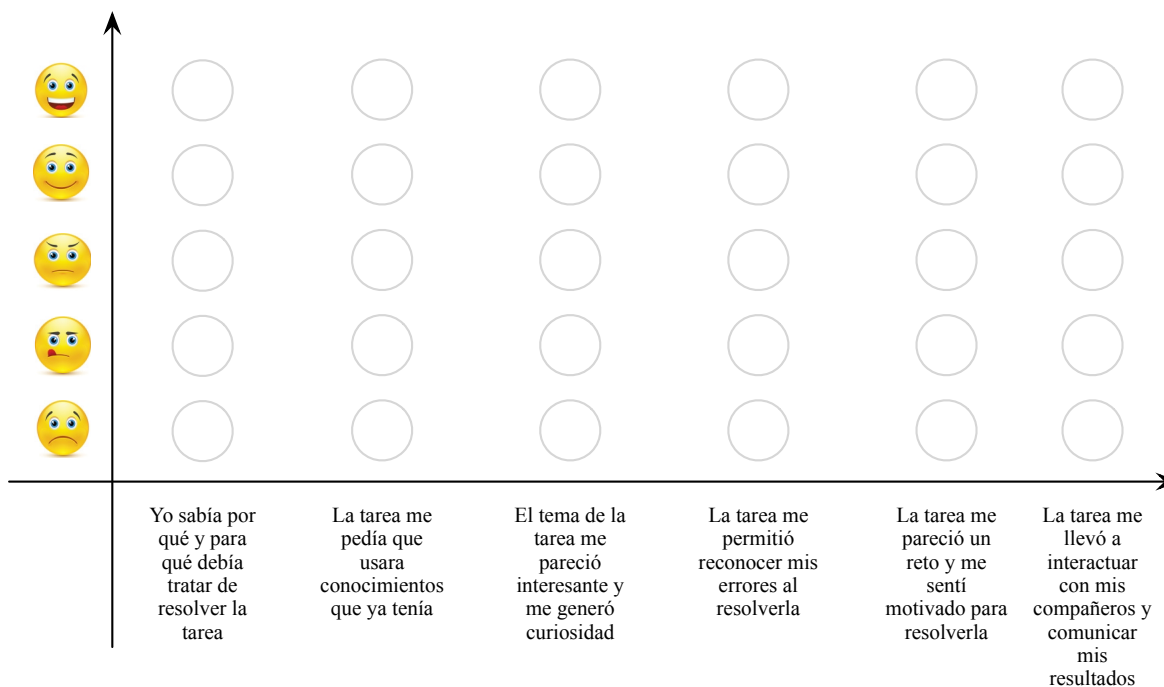 Yo sabía por
qué y para
qué debía
tratar de
resolver la
tarea
La tarea me
pedía que
usara
conocimientos
que ya tenía
El tema de la
tarea me
pareció
interesante y
me generó
curiosidad
La tarea me
permitió
reconocer mis
errores al
resolverla
La tarea me
pareció un
reto y me
sentí
motivado para
resolverla
La tarea me
llevó a
interactuar
con mis
compañeros y
comunicar
mis
resultados